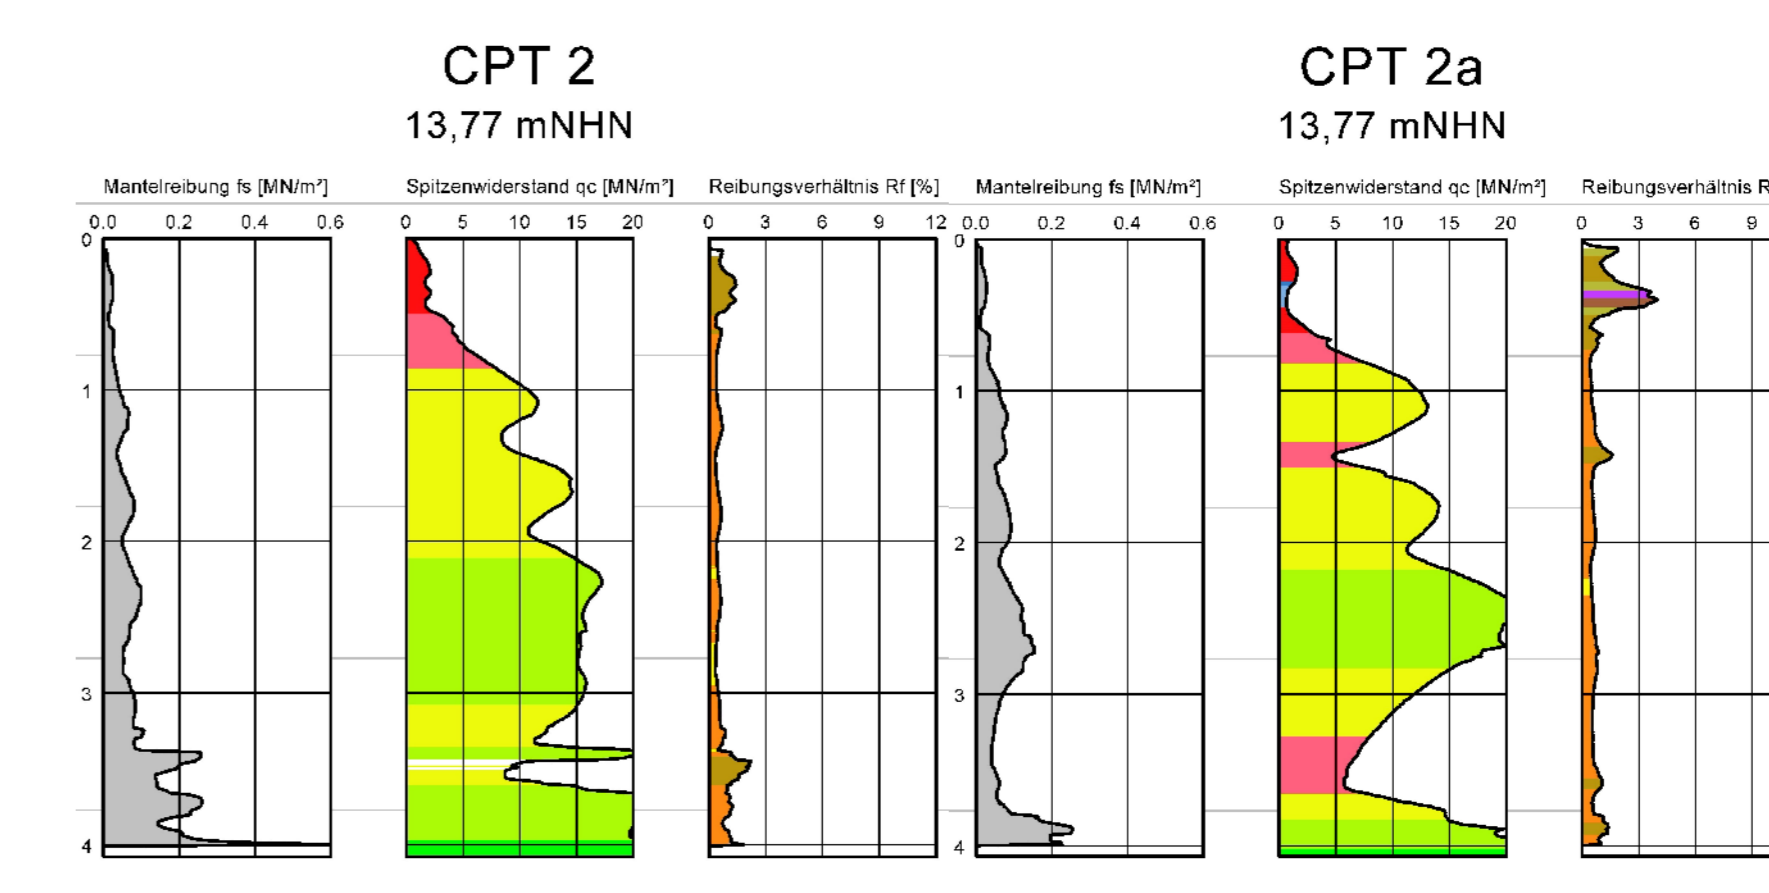 CPT 2
13,77 mNHN
Mantelreibung fs [MN/m²] Spitzenwiderstand qc [MN/m²] Reibungsverhältnis Rf [%]
0.0 0.2 0.4 0.6 0 5 10 15 20 0 3 6 9 12
0
1
2
3
4
CPT 2a
13,77 mNHN
Mantelreibung fs [MN/m²] Spitzenwiderstand qc [MN/m²] Reibungsverhältnis R
0.0 0.2 0.4 0.6 0 5 10 15 20 0 3 6 9
0
1
2
3
4